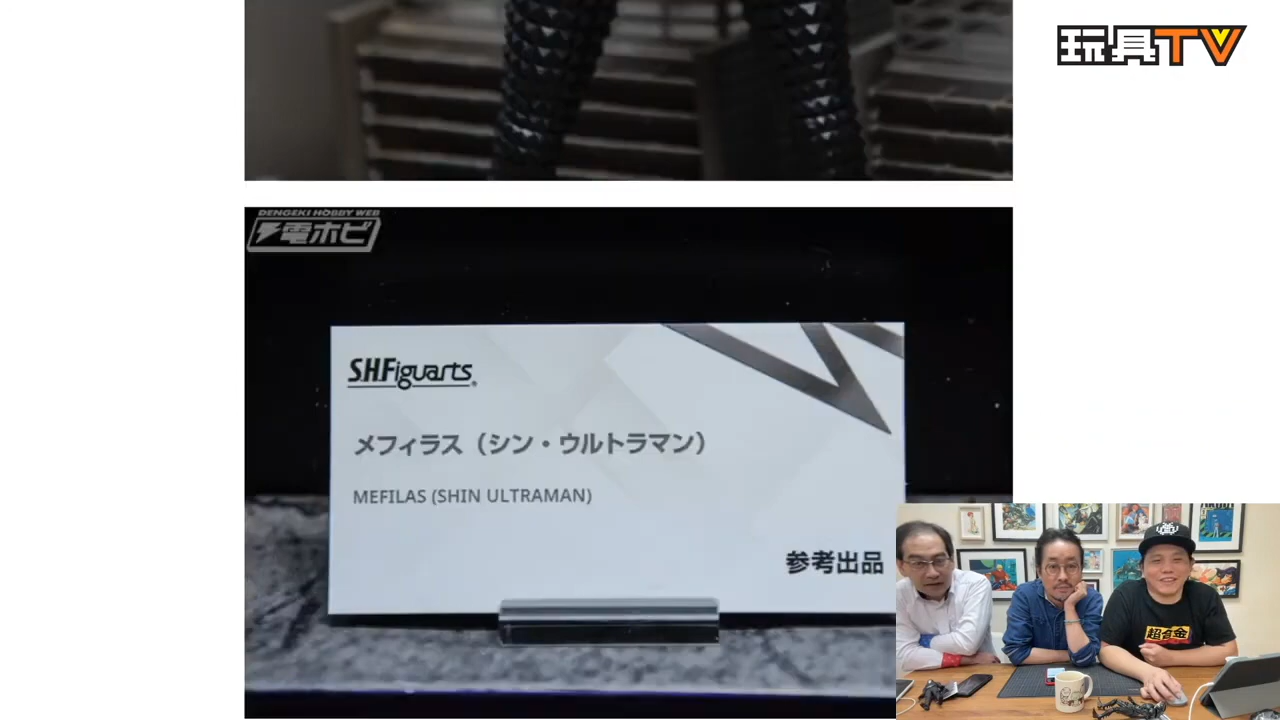 玩具TV
DENGEKI HOBBY WEB
電ホビ
S.H.Figuarts
メフィラス（シン・ウルトラマン）
MEFILAS (SHIN ULTRAMAN)
参考出品
超合金